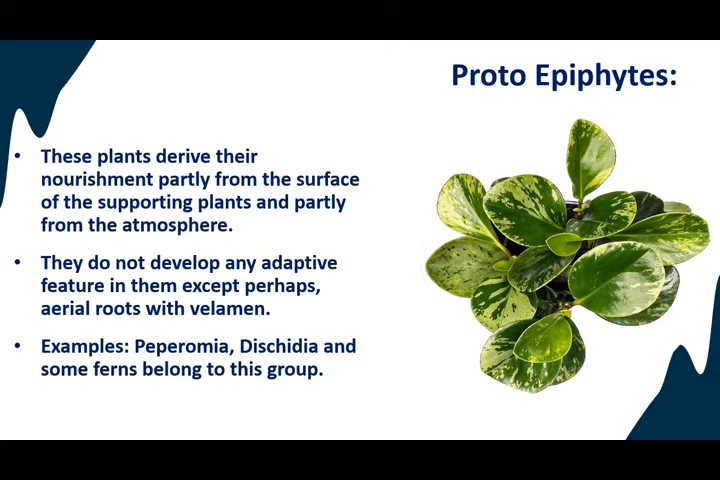 Proto Epiphytes:
• These plants derive their
nourishment partly from the surface
of the supporting plants and partly
from the atmosphere.
• They do not develop any adaptive
feature in them except perhaps,
aerial roots with velamen.
• Examples: Peperomia, Dischidia and
some ferns belong to this group.